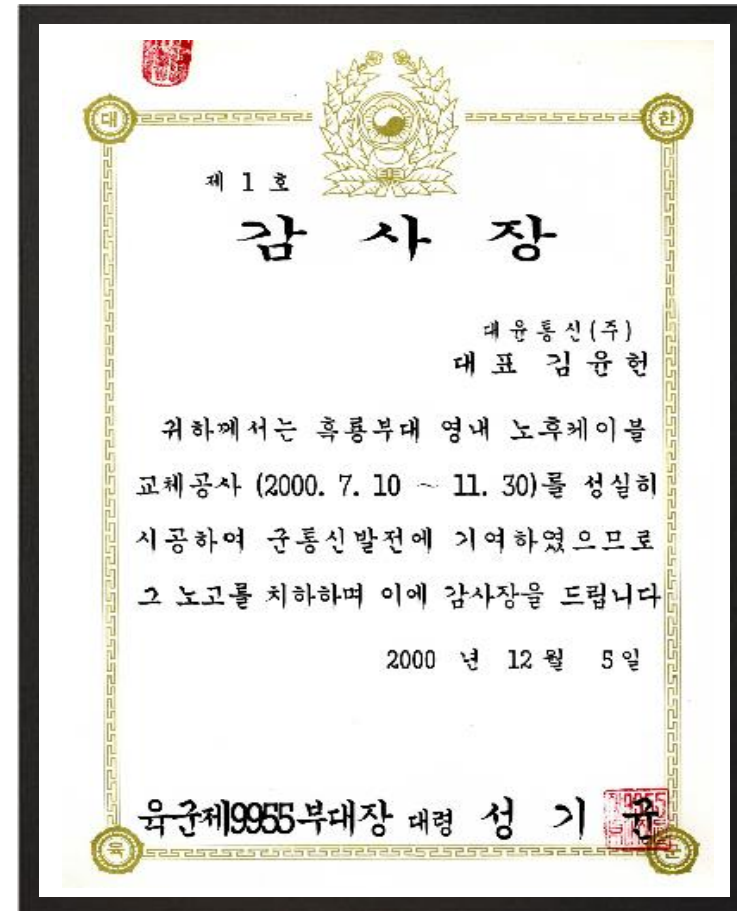 대 한
제 1 호
감 사 장
대윤통신(주)
대 표 김 윤 헌
귀하께서는 흑룡부대 영내 노후케이블
교체공사 (2000. 7. 10 ~ 11. 30)를 성실히
시공하여 군통신발전에 기여하였으므로
그 노고를 치하하며 이에 감사장을 드립니다
2000 년 12 월 5 일
육군제9955부대장 대령 성 기 균
육